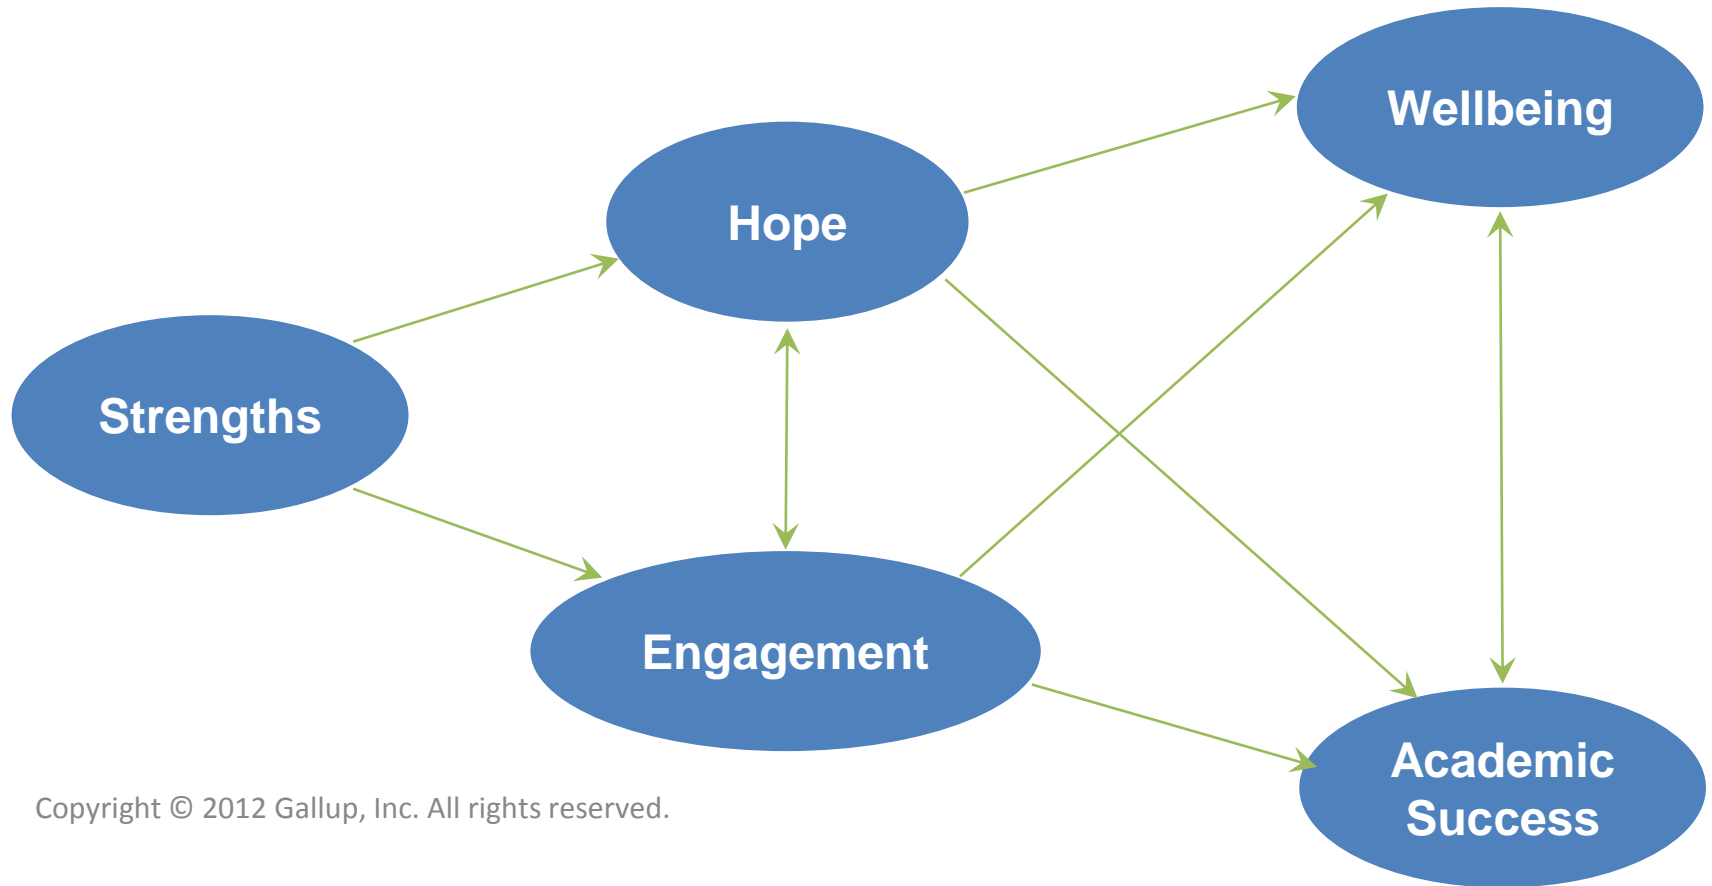 Wellbeing
Hope
Strengths
Engagement
Academic
Success
Copyright © 2012 Gallup, Inc. All rights reserved.